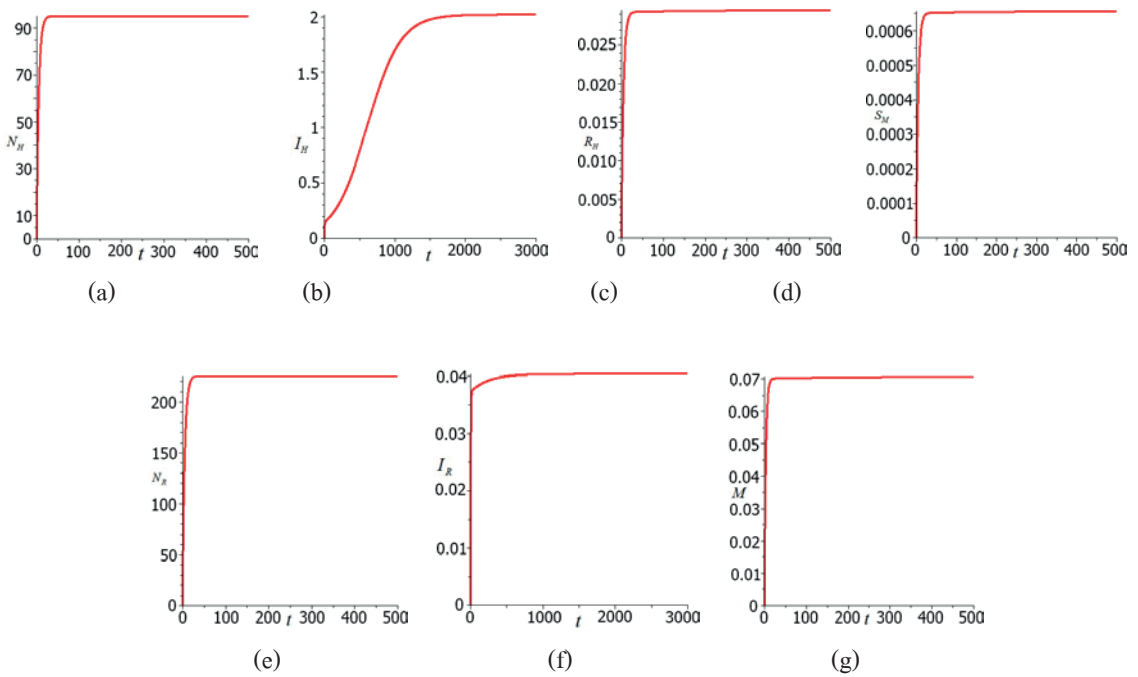 90
70
50
N_H
30
10
0
0 100 200 t 300 400 500
(a)
2
1.5
1
I_H
0.5
0
0 1000 t 2000 3000
(b)
0.025
0.020
0.015
R_H
0.010
0.005
0
0 100 200 t 300 400 500
(c)
0.0006
0.0005
0.0004
S_M
0.0003
0.0002
0.0001
0
0 100 200 t 300 400 500
(d)
200
150
N_R
100
50
0
0 100 200 t 300 400 500
(e)
0.04
0.03
I_R
0.02
0.01
0
0 1000 t 2000 3000
(f)
0.07
0.06
0.05
0.04
M
0.03
0.02
0.01
0
0 100 200 t 300 400 500
(g)